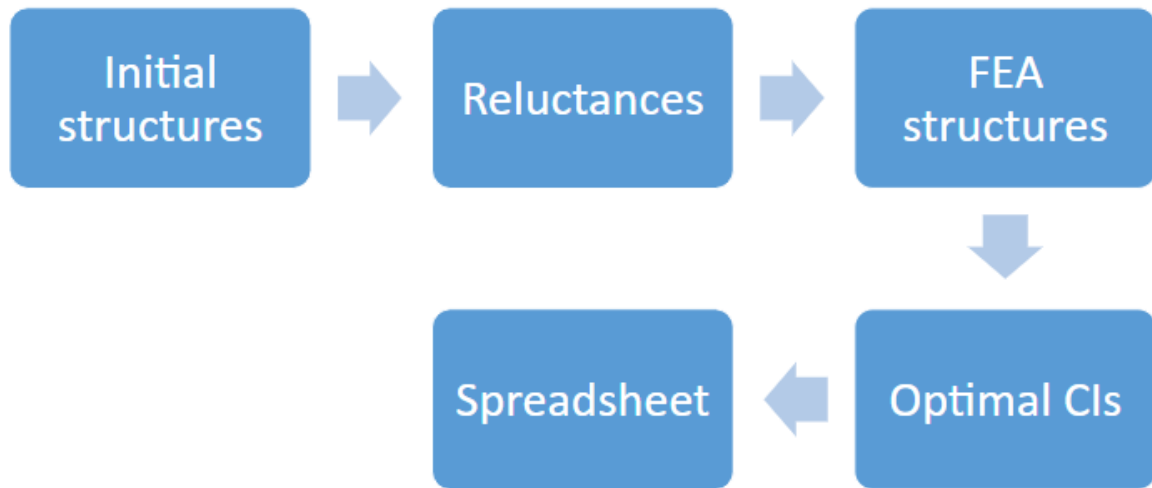 Initial
structures
Reluctances
FEA
structures
Optimal CIs
Spreadsheet